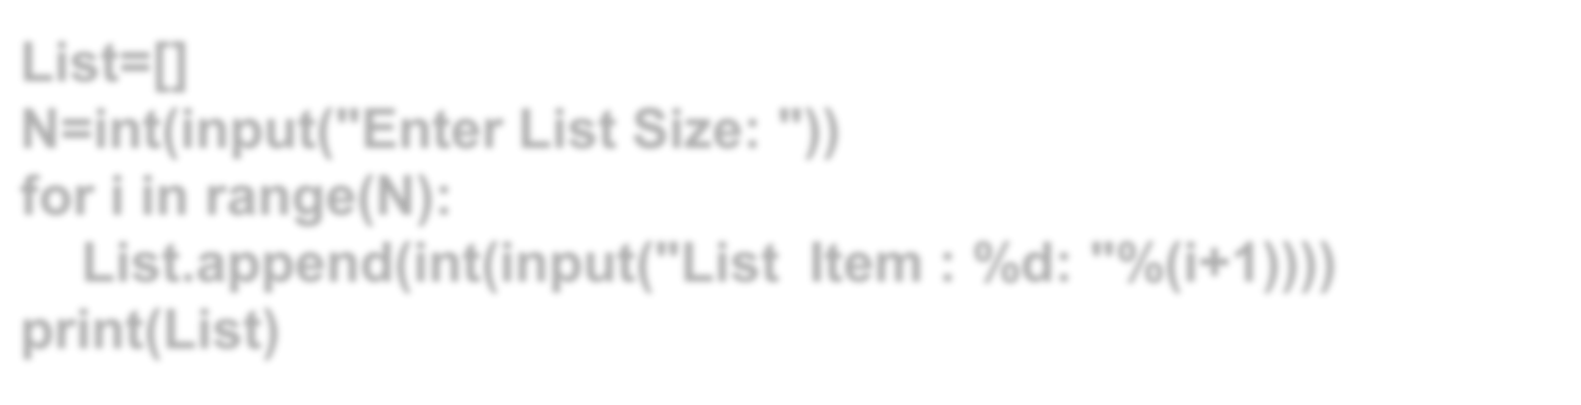 List=[]
N=int(input("Enter List Size: "))
for i in range(N):
    List.append(int(input("List  Item : %d: "%(i+1))))
print(List)